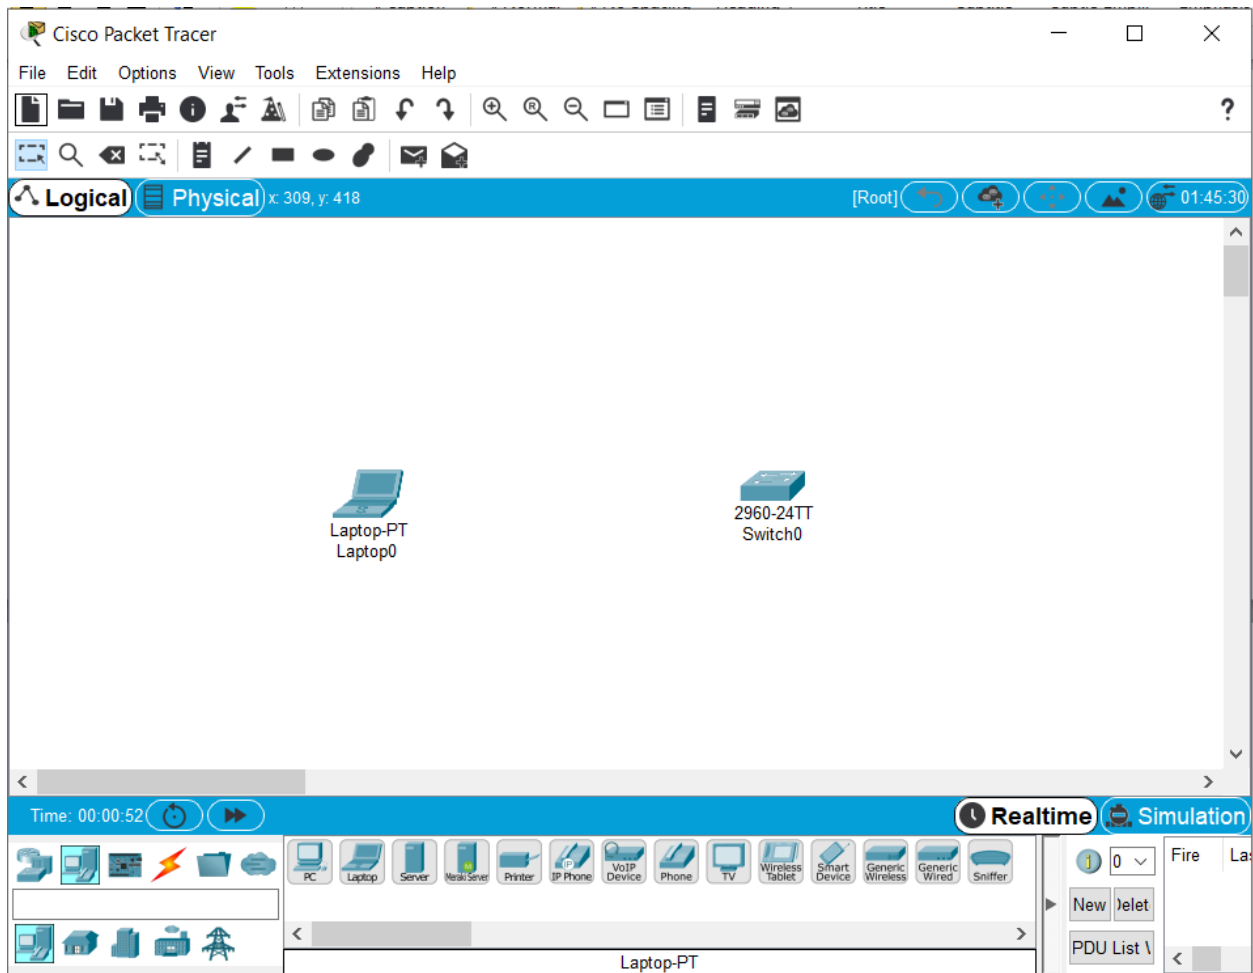 Cisco Packet Tracer
File Edit Options View Tools Extensions Help
?
Logical Physical x: 309, y: 418 [Root] 01:45:30
Laptop-PT
Laptop0
2960-24TT
Switch0
Time: 00:00:52 Realtime Simulation
PC Laptop Server Meraki Server Printer IP Phone VoIP Device Phone TV Wireless Tablet Smart Device Generic Wireless Generic Wired Sniffer
0
Fire
New
PDU List
Laptop-PT